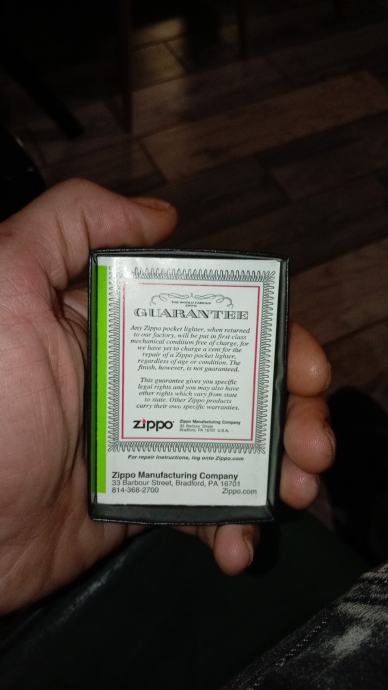 THE WORLD FAMOUS
ZIPPO
GUARANTEE
Any Zippo pocket lighter, when returned
to our factory, will be put in first class
mechanical condition free of charge, for
we have yet to charge a cent for the
repair of a Zippo pocket lighter,
regardless of age or condition. The
finish, however, is not guaranteed.
This guarantee gives you specific
legal rights and you may also have
other rights which vary from state
to state. Other Zippo products
carry their own specific warranties.
zippo
Zippo Manufacturing Company
33 Barbour Street
Bradford, PA 16701 U.S.A.
For repair instructions, log onto Zippo.com
Zippo Manufacturing Company
33 Barbour Street, Bradford, PA 16701
814-368-2700 Zippo.com